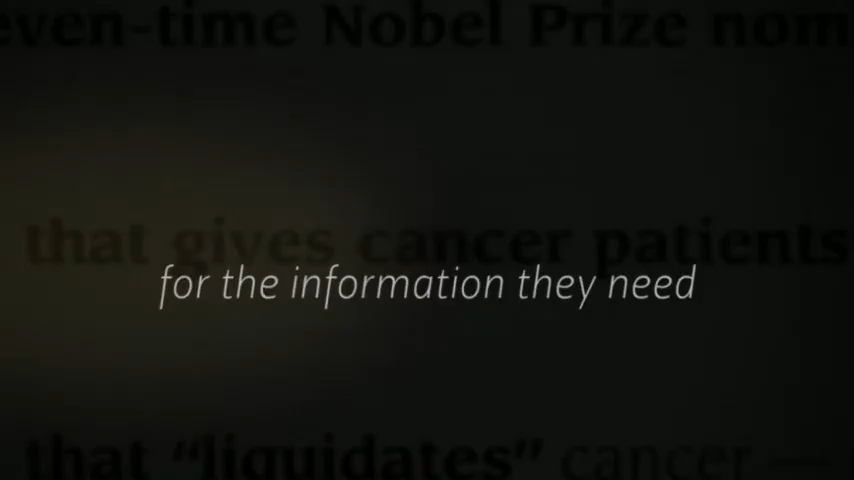 even-time Nobel Prize nom
that gives cancer patients
for the information they need
that “liquidates” cancer —